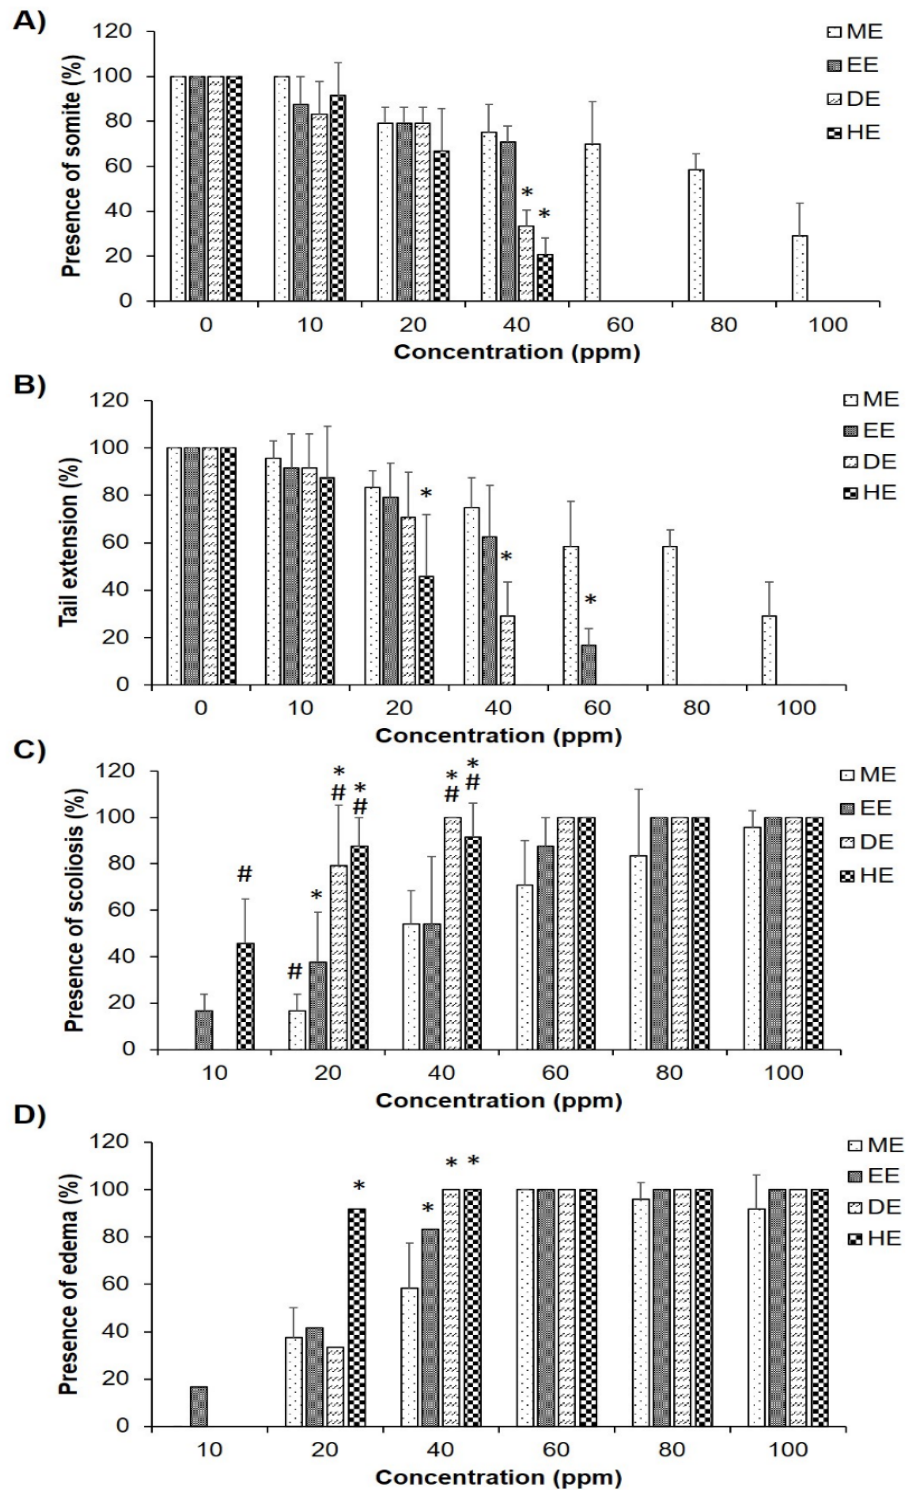 A)
Presence of somite (%)
120
100
80
60
40
20
0
* *
0 10 20 40 60 80 100
Concentration (ppm)
ME
EE
DE
HE
B)
Tail extension (%)
120
100
80
60
40
20
0
* * *
0 10 20 40 60 80 100
Concentration (ppm)
ME
EE
DE
HE
C)
Presence of scoliosis (%)
120
100
80
60
40
20
0
# # * * # * # * # * #
10 20 40 60 80 100
Concentration (ppm)
ME
EE
DE
HE
D)
Presence of edema (%)
120
100
80
60
40
20
0
* * * *
10 20 40 60 80 100
Concentration (ppm)
ME
EE
DE
HE